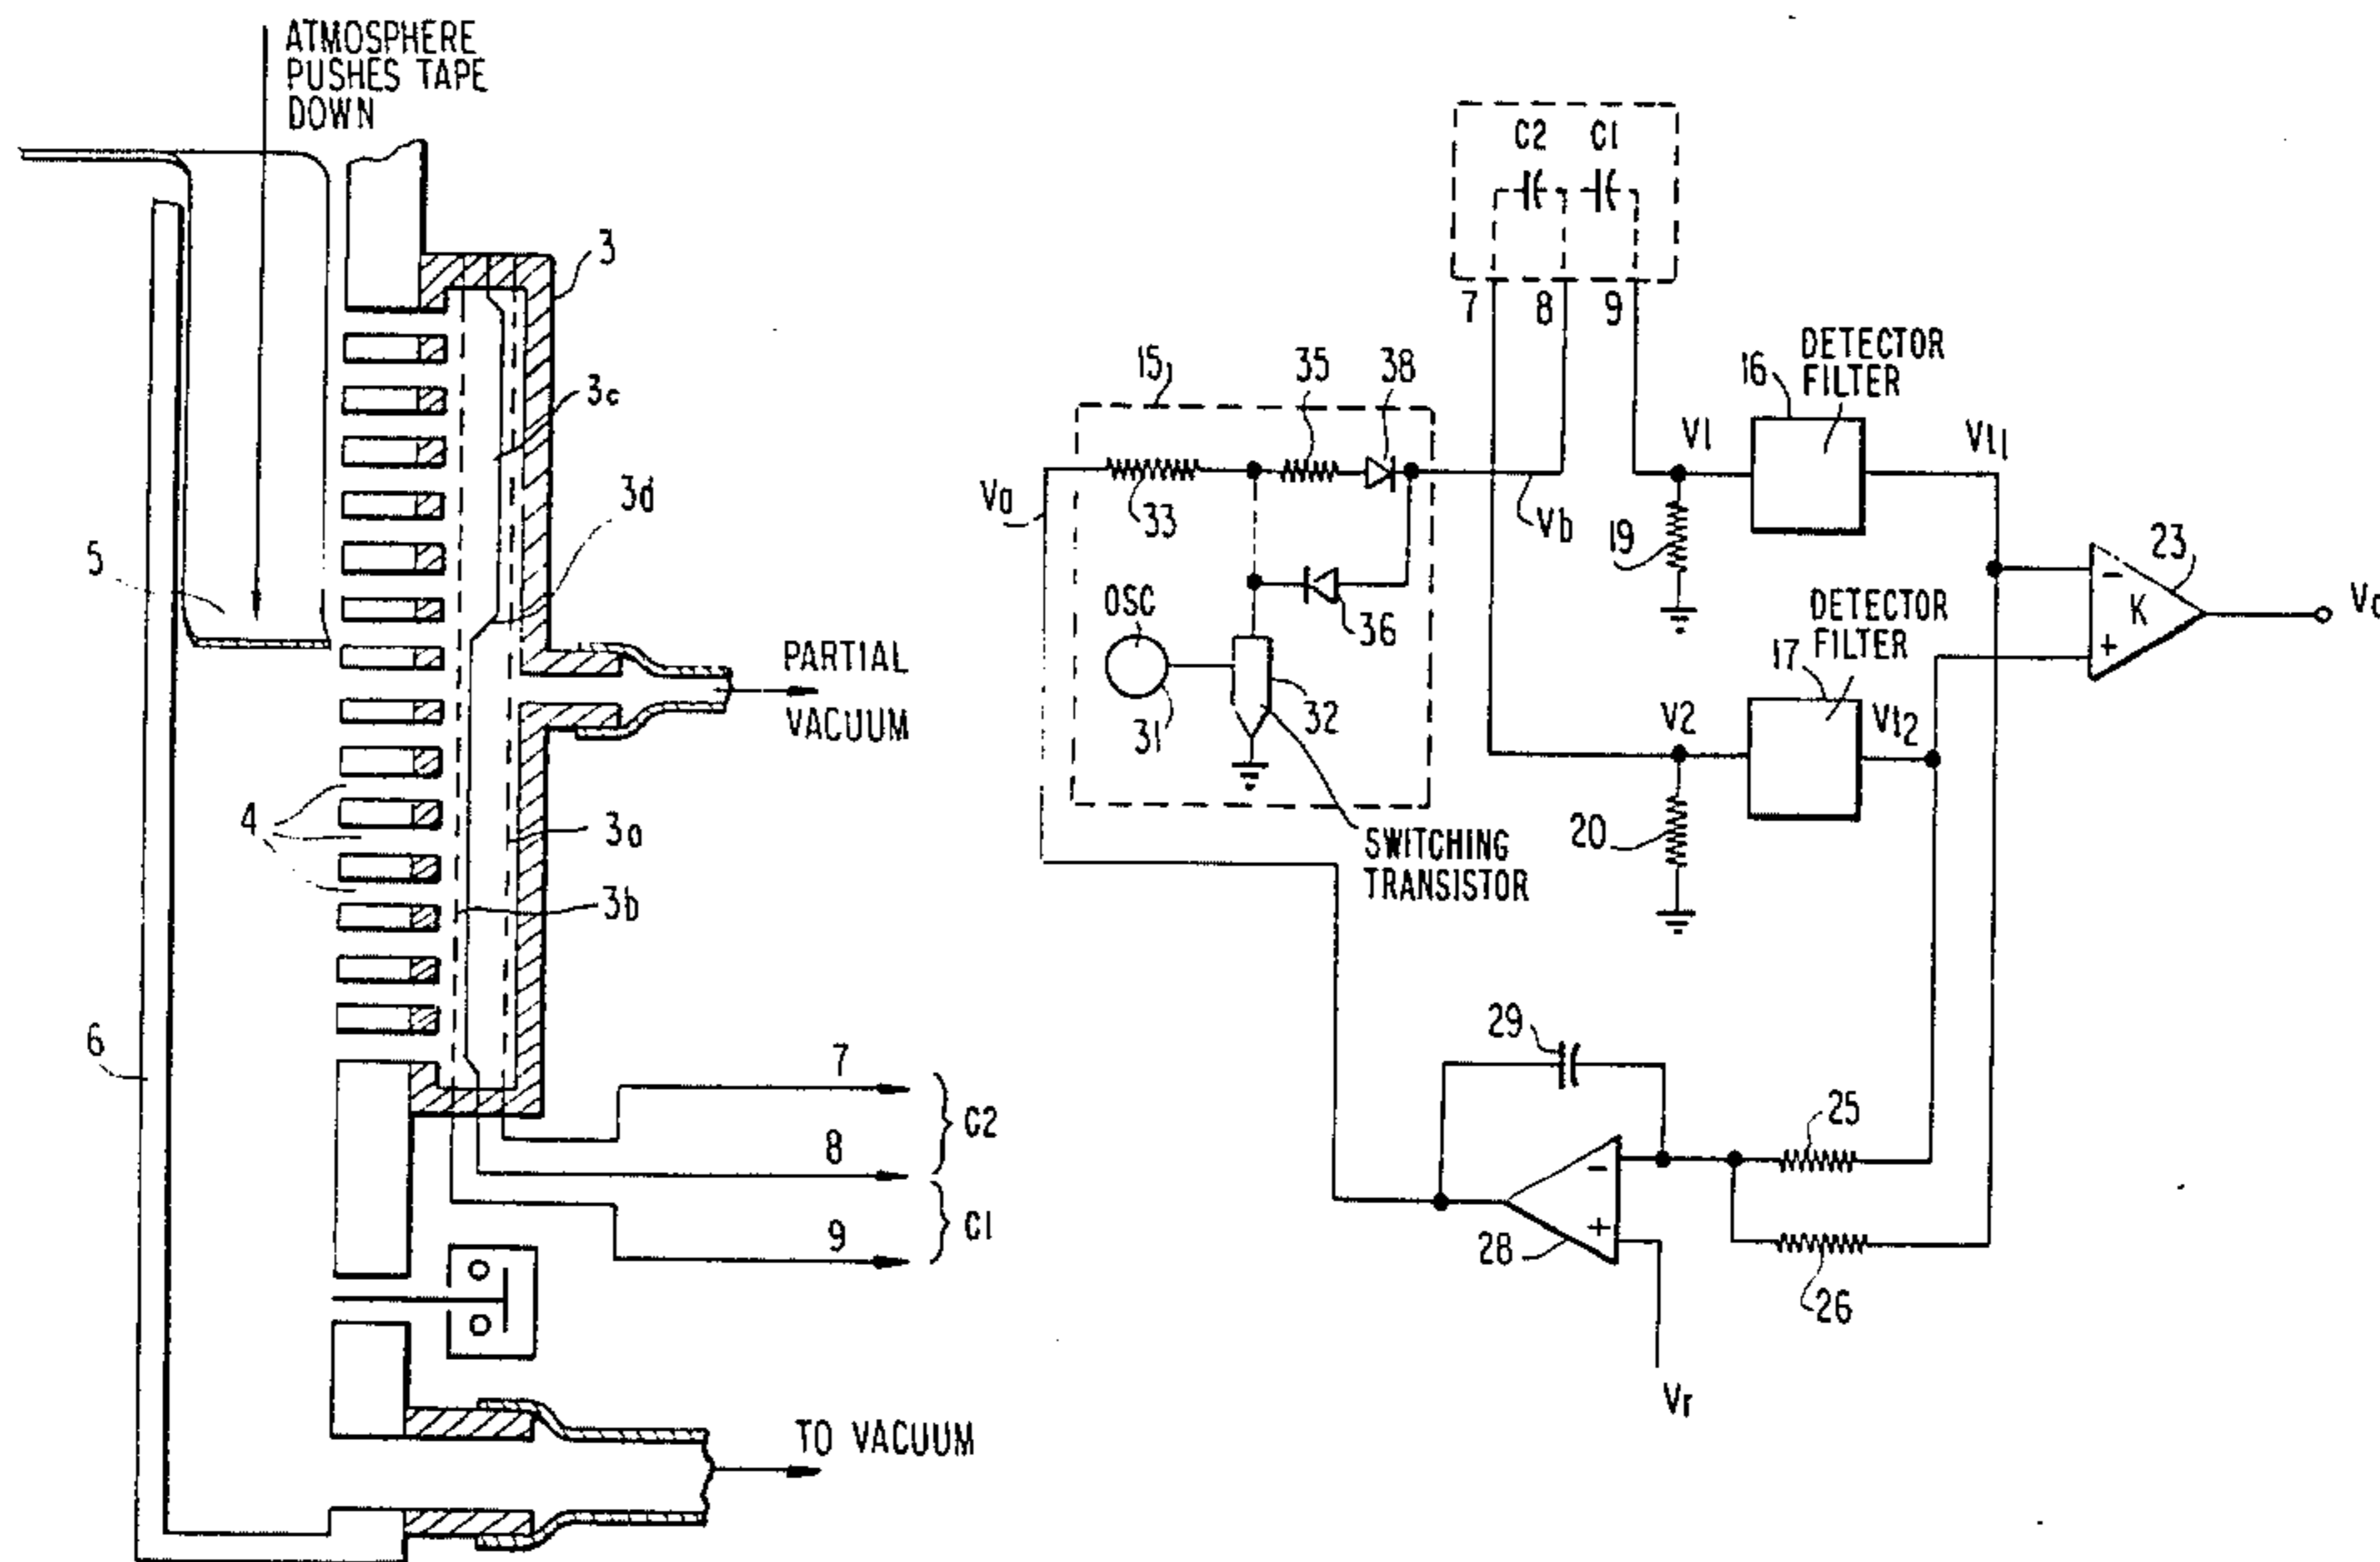 ATMOSPHERE
PUSHES TAPE
DOWN
3
3c
3d
5
PARTIAL
VACUUM
4
3a
3b
6
7
8
9
C2
C1
TO VACUUM
C2 C1
7 8 9
15
35
38
Va
33
Vb
OSC
31
32
36
SWITCHING
TRANSISTOR
16
DETECTOR
FILTER
V1
Vt1
19
17
DETECTOR
FILTER
V2
Vt2
20
23
K
-
+
29
25
26
28
-
+
Vr